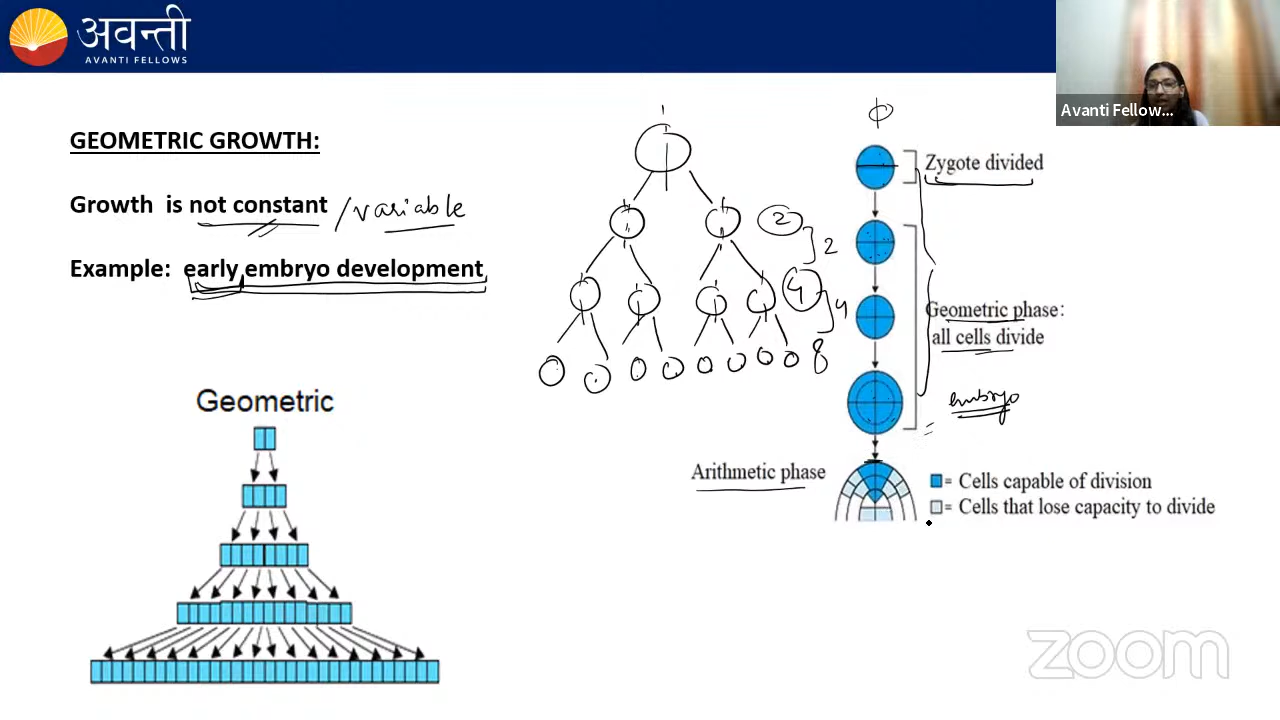 अवन्ती
AVANTI FELLOWS
Avanti Fellow...
GEOMETRIC GROWTH:
Growth is not constant / variable
Example: early embryo development
Geometric
1
2
2
4
4
8
Zygote divided
Geometric phase:
all cells divide
embryo
Arithmetic phase
= Cells capable of division
= Cells that lose capacity to divide
zoom